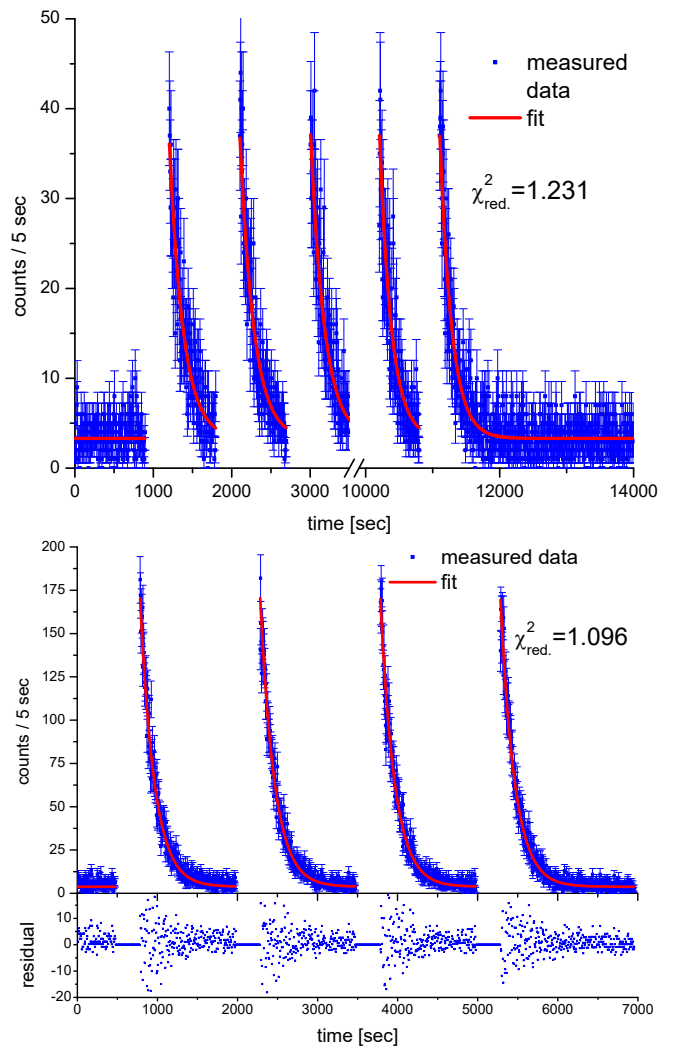 50
40
30
20
10
0
counts / 5 sec
measured
data
fit
χ²red.=1.231
0 1000 2000 3000 10000 12000 14000
time [sec]
200
175
150
125
100
75
50
25
0
counts / 5 sec
measured data
fit
χ²red.=1.096
10
0
-10
-20
residual
0 1000 2000 3000 4000 5000 6000 7000
time [sec]